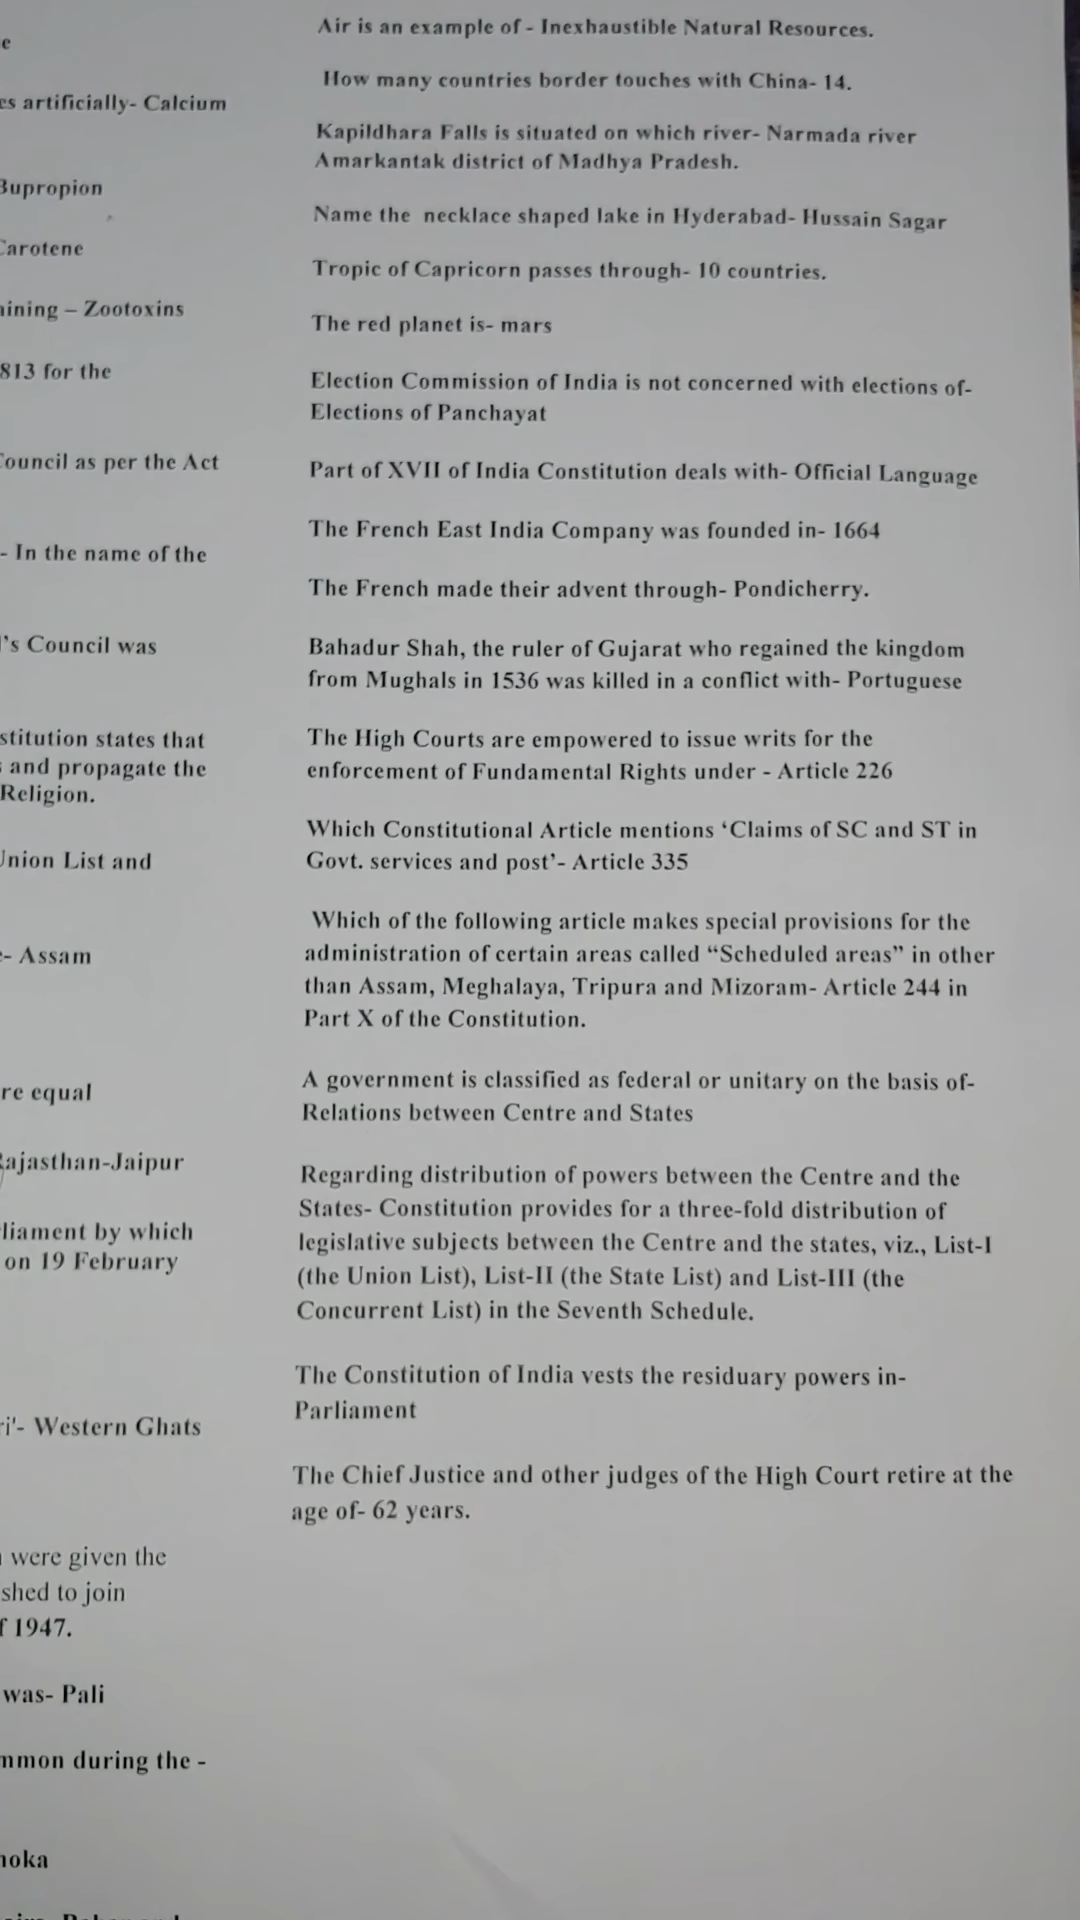 e
es artificially- Calcium
Bupropion
Carotene
aining – Zootoxins
813 for the
Council as per the Act
- In the name of the
l's Council was
stitution states that
s and propagate the
Religion.
Union List and
e- Assam
re equal
Rajasthan-Jaipur
liament by which
on 19 February
ri'- Western Ghats
were given the
shed to join
f 1947.
was- Pali
mmon during the -
hoka
Air is an example of - Inexhaustible Natural Resources.
How many countries border touches with China- 14.
Kapildhara Falls is situated on which river- Narmada river
Amarkantak district of Madhya Pradesh.
Name the necklace shaped lake in Hyderabad- Hussain Sagar
Tropic of Capricorn passes through- 10 countries.
The red planet is- mars
Election Commission of India is not concerned with elections of-
Elections of Panchayat
Part of XVII of India Constitution deals with- Official Language
The French East India Company was founded in- 1664
The French made their advent through- Pondicherry.
Bahadur Shah, the ruler of Gujarat who regained the kingdom
from Mughals in 1536 was killed in a conflict with- Portuguese
The High Courts are empowered to issue writs for the
enforcement of Fundamental Rights under - Article 226
Which Constitutional Article mentions ‘Claims of SC and ST in
Govt. services and post’- Article 335
Which of the following article makes special provisions for the
administration of certain areas called “Scheduled areas” in other
than Assam, Meghalaya, Tripura and Mizoram- Article 244 in
Part X of the Constitution.
A government is classified as federal or unitary on the basis of-
Relations between Centre and States
Regarding distribution of powers between the Centre and the
States- Constitution provides for a three-fold distribution of
legislative subjects between the Centre and the states, viz., List-I
(the Union List), List-II (the State List) and List-III (the
Concurrent List) in the Seventh Schedule.
The Constitution of India vests the residuary powers in-
Parliament
The Chief Justice and other judges of the High Court retire at the
age of- 62 years.